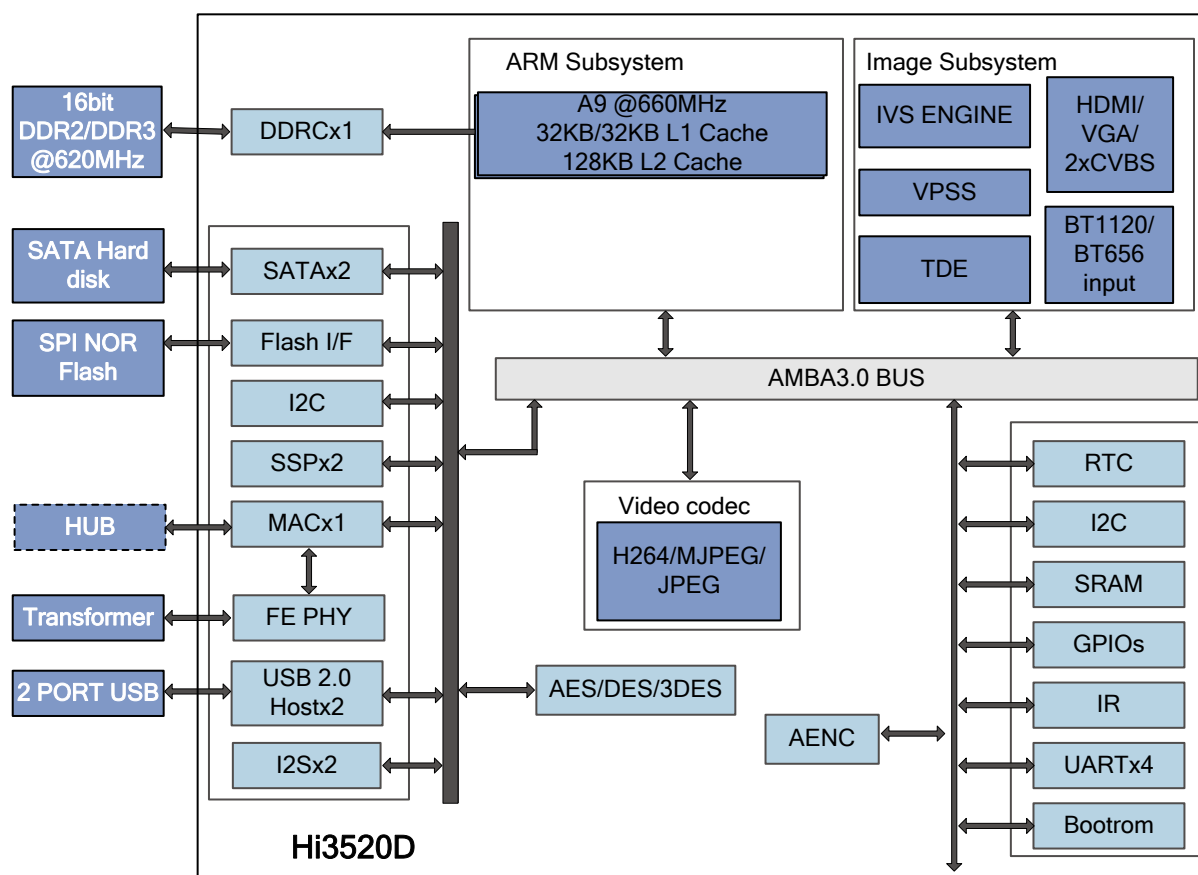 16bit
DDR2/DDR3
@620MHz
SATA Hard
disk
SPI NOR
Flash
HUB
Transformer
2 PORT USB
DDRCx1
SATAx2
Flash I/F
I2C
SSPx2
MACx1
FE PHY
USB 2.0
Hostx2
I2Sx2
Hi3520D
ARM Subsystem
A9 @660MHz
32KB/32KB L1 Cache
128KB L2 Cache
Image Subsystem
IVS ENGINE
VPSS
TDE
HDMI/
VGA/
2xCVBS
BT1120/
BT656
input
AMBA3.0 BUS
Video codec
H264/MJPEG/
JPEG
AES/DES/3DES
AENC
RTC
I2C
SRAM
GPIOs
IR
UARTx4
Bootrom